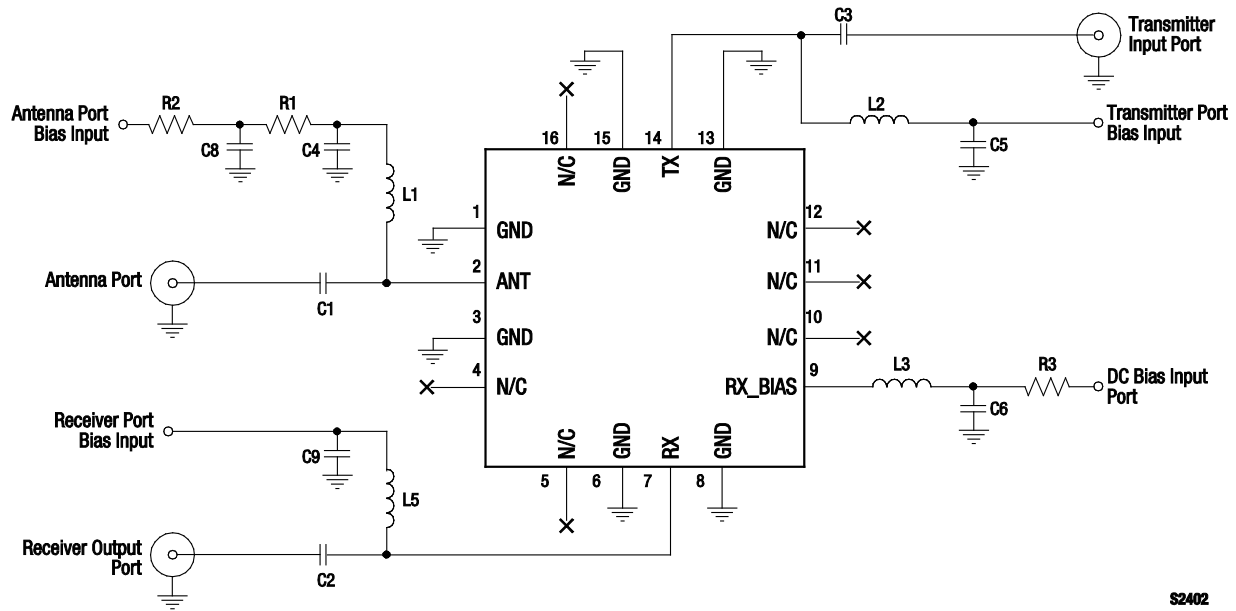 C3
Transmitter
Input Port
R2
R1
Antenna Port
Bias Input
C8
C4
L1
L2
C5
Transmitter Port
Bias Input
16
15
14
13
N/C
GND
TX
GND
1
GND
12
N/C
2
ANT
11
N/C
Antenna Port
C1
3
GND
10
N/C
4
N/C
9
RX_BIAS
L3
C6
R3
DC Bias Input
Port
Receiver Port
Bias Input
C9
L5
N/C
GND
RX
GND
5
6
7
8
Receiver Output
Port
C2
S2402